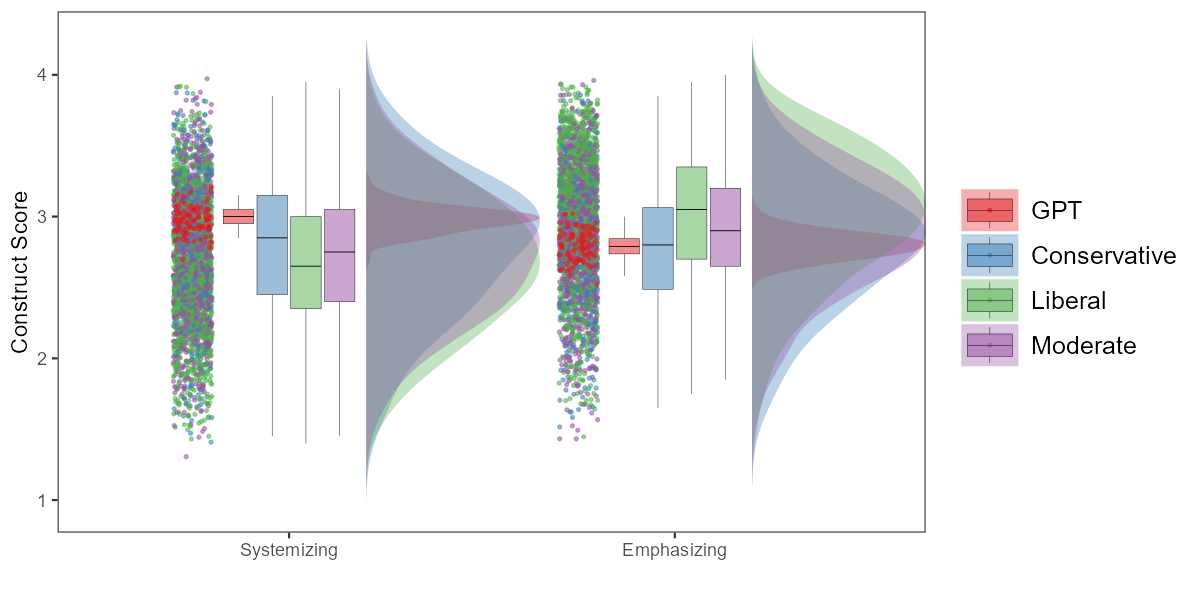 Construct Score
4
3
2
1
Systemizing
Emphasizing
GPT
Conservative
Liberal
Moderate